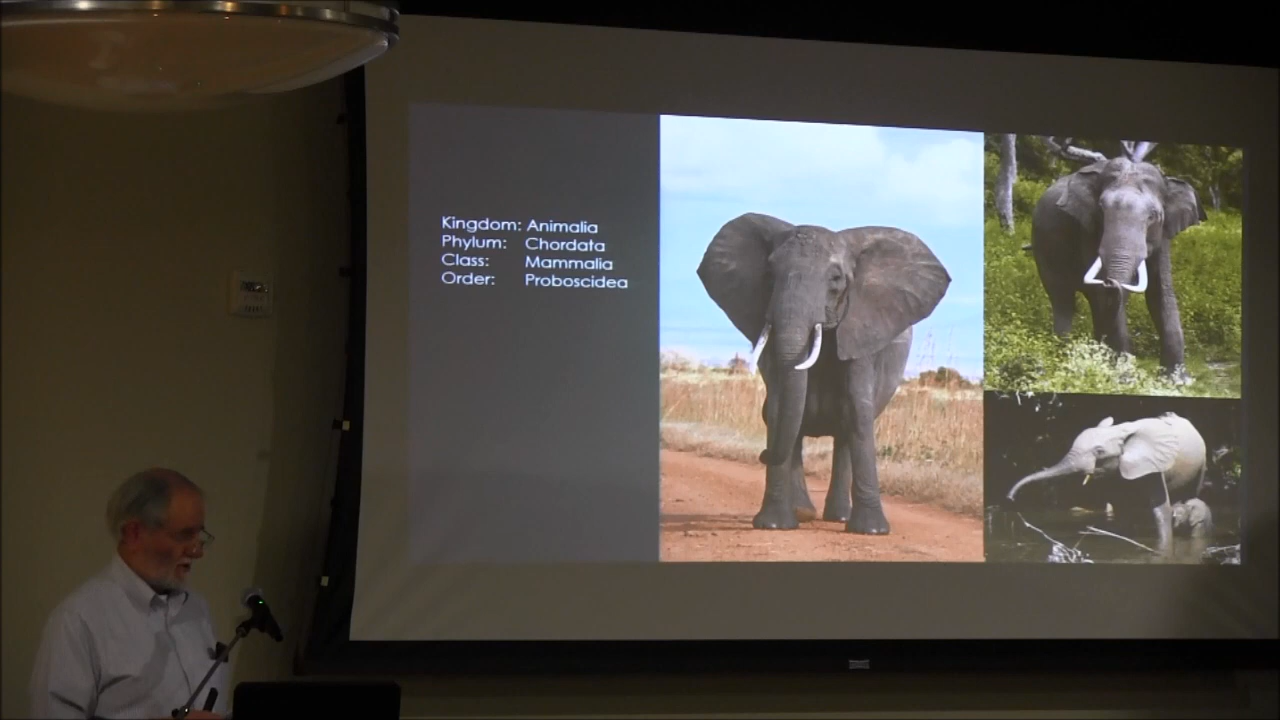 Kingdom: Animalia
Phylum: Chordata
Class: Mammalia
Order: Proboscidea